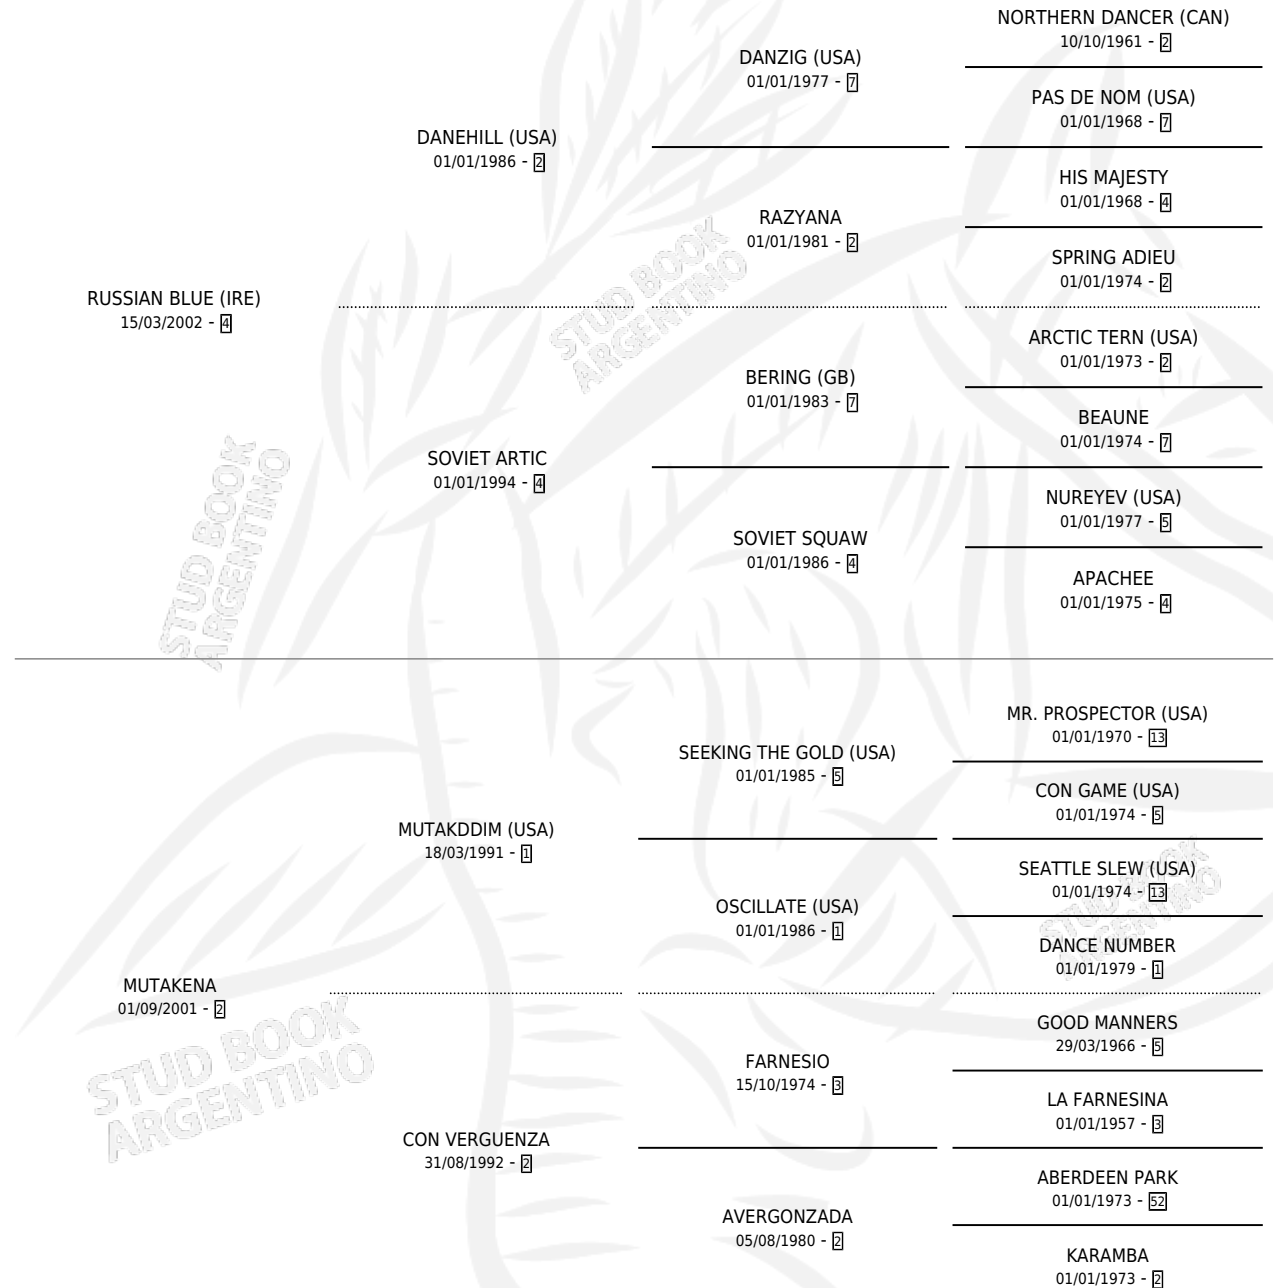 NORTHERN DANCER (CAN)
10/10/1961 - 2
DANZIG (USA)
01/01/1977 - 7
PAS DE NOM (USA)
01/01/1968 - 7
DANEHILL (USA)
01/01/1986 - 2
HIS MAJESTY
01/01/1968 - 4
RAZYANA
01/01/1981 - 2
SPRING ADIEU
01/01/1974 - 2
RUSSIAN BLUE (IRE)
15/03/2002 - 4
STUD BOOK
ARGENTINO
ARCTIC TERN (USA)
01/01/1973 - 2
BERING (GB)
01/01/1983 - 7
BEAUNE
01/01/1974 - 7
SOVIET ARTIC
01/01/1994 - 4
NUREYEV (USA)
01/01/1977 - 5
SOVIET SQUAW
01/01/1986 - 4
APACHEE
01/01/1975 - 4
STUD BOOK
ARGENTINO
MR. PROSPECTOR (USA)
01/01/1970 - 13
SEEKING THE GOLD (USA)
01/01/1985 - 5
CON GAME (USA)
01/01/1974 - 5
MUTAKDDIM (USA)
18/03/1991 - 1
SEATTLE SLEW (USA)
01/01/1974 - 13
STUD BOOK
ARGENTINO
OSCILLATE (USA)
01/01/1986 - 1
DANCE NUMBER
01/01/1979 - 1
MUTAKENA
01/09/2001 - 2
STUD BOOK
ARGENTINO
GOOD MANNERS
29/03/1966 - 5
FARNESIO
15/10/1974 - 3
LA FARNESINA
01/01/1957 - 3
CON VERGUENZA
31/08/1992 - 2
ABERDEEN PARK
01/01/1973 - 52
AVERGONZADA
05/08/1980 - 2
KARAMBA
01/01/1973 - 2